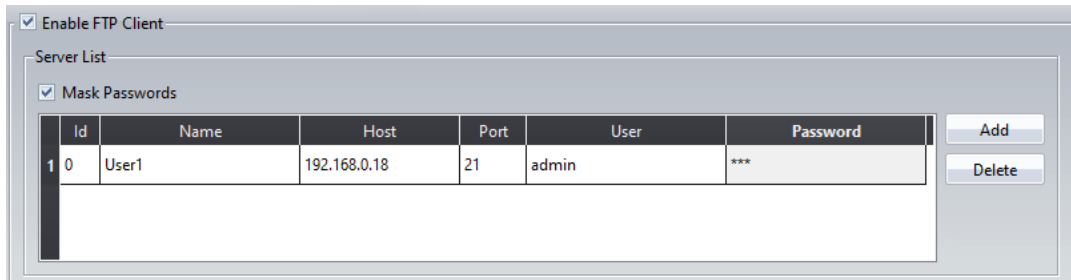 Enable FTP Client
Server List
Mask Passwords
Id Name Host Port User Password
1 0 User1 192.168.0.18 21 admin ***
Add
Delete